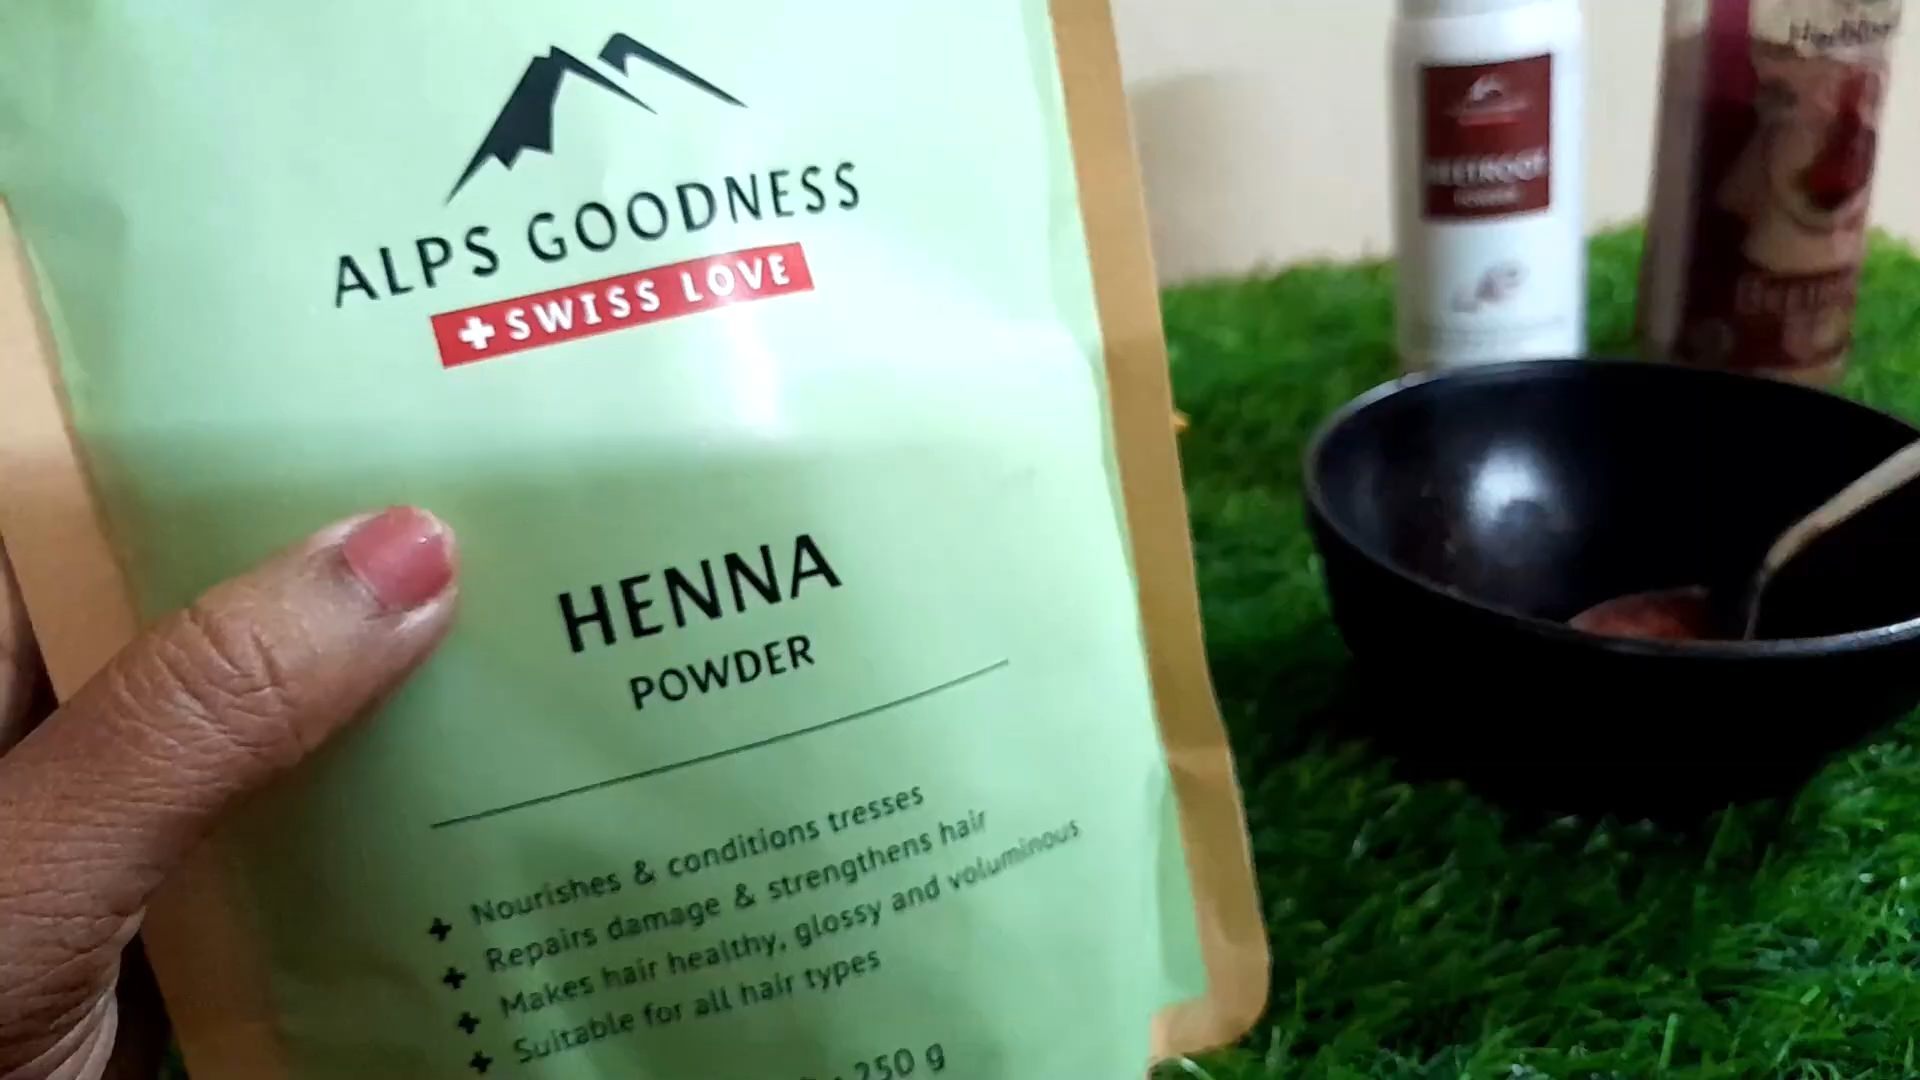 ALPS GOODNESS
SWISS LOVE
HENNA
POWDER
Nourishes & conditions tresses
Repairs damage & strengthens hair
Makes hair healthy, glossy and voluminous
Suitable for all hair types
250 g
BEETROOT